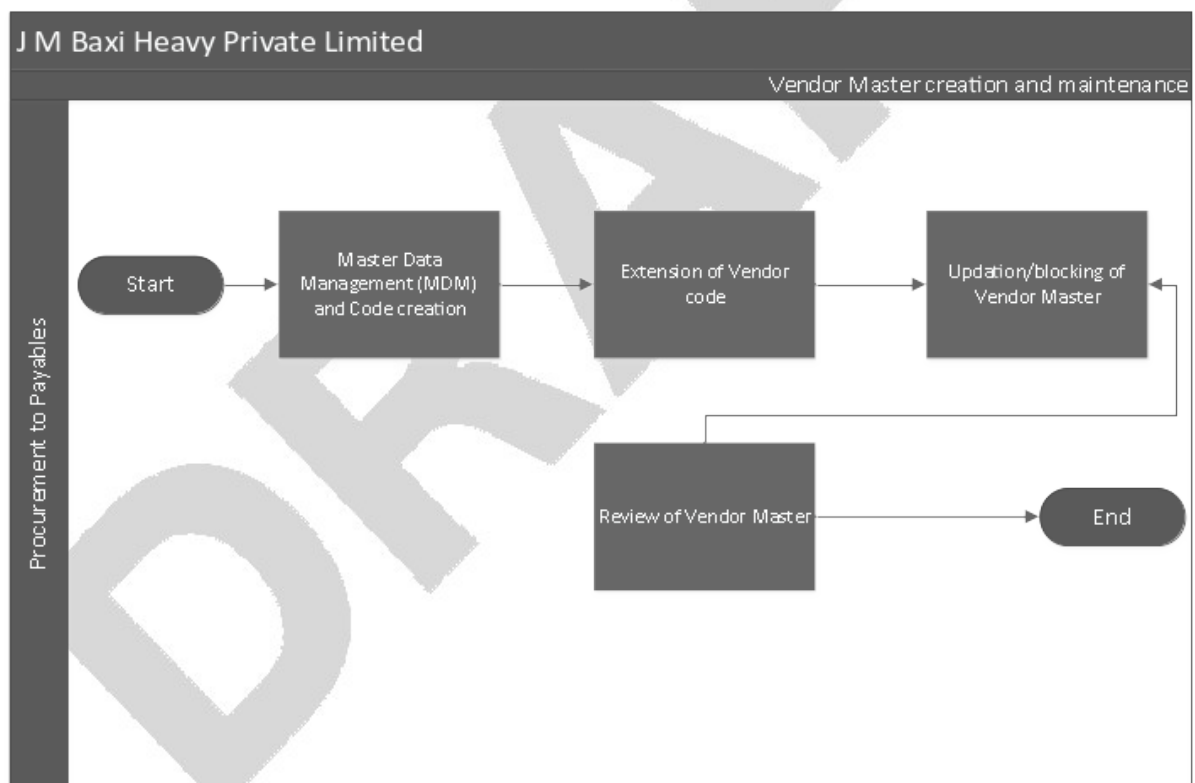 J M Baxi Heavy Private Limited
Vendor Master creation and maintenance
Procurement to Payables
Start
Master Data
Management (MDM)
and Code creation
Extension of Vendor
code
Updation/blocking of
Vendor Master
Review of Vendor Master
End
DRA